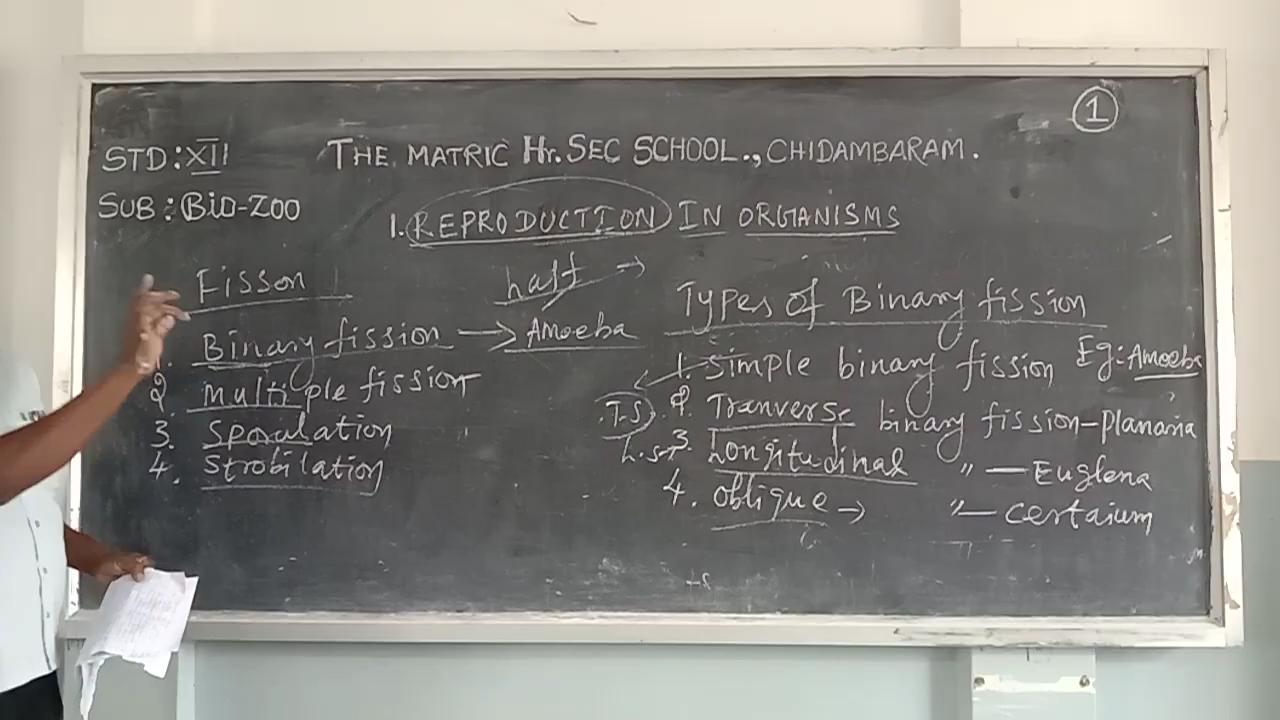 1
STD: XII THE MATRIC Hr. SEC SCHOOL., CHIDAMBARAM.
SUB: BIO-ZOO
1. REPRODUCTION IN ORGANISMS
Fisson
half
1. Binary fission → Amoeba
2 Multiple fission
3. Sporulation
4. Strobilation
Types of Binary fission
1. Simple binary fission Eg: Amoeba
T.S 2. Tranverse binary fission - Planaria
L.S 3. Longitudinal " — Euglena
4. oblique → " — certaium